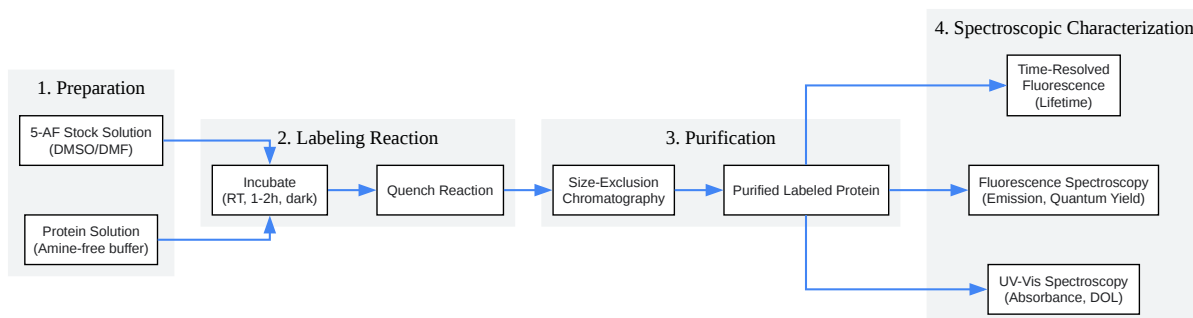 1. Preparation
5-AF Stock Solution
(DMSO/DMF)
Protein Solution
(Amine-free buffer)
2. Labeling Reaction
Incubate
(RT, 1-2h, dark)
Quench Reaction
3. Purification
Size-Exclusion
Chromatography
Purified Labeled Protein
4. Spectroscopic Characterization
Time-Resolved
Fluorescence
(Lifetime)
Fluorescence Spectroscopy
(Emission, Quantum Yield)
UV-Vis Spectroscopy
(Absorbance, DOL)